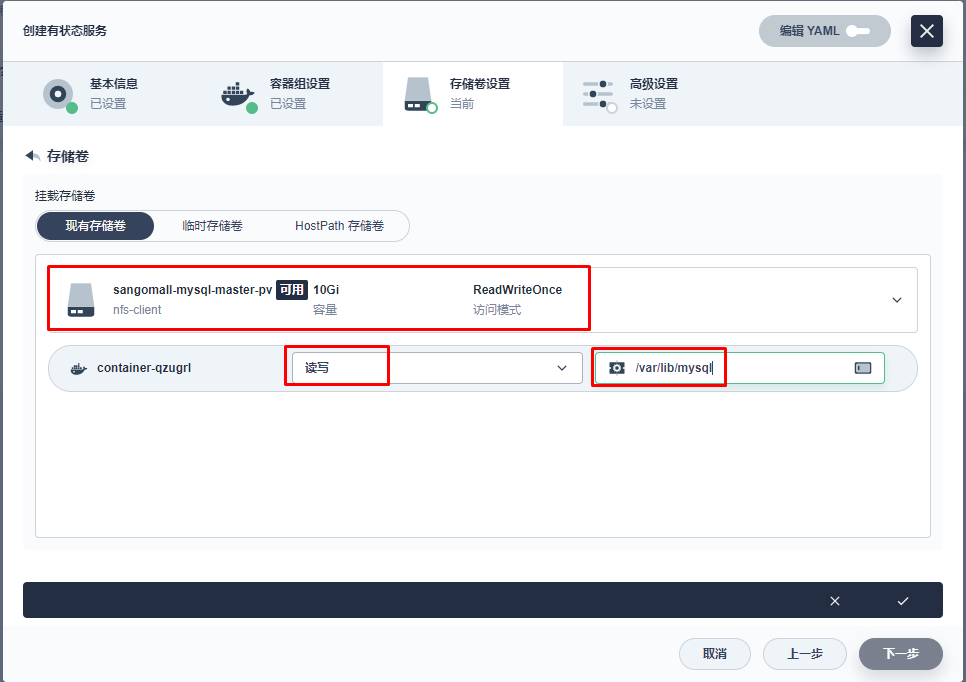 创建有状态服务
编辑 YAML
基本信息
已设置
容器组设置
已设置
存储卷设置
当前
高级设置
未设置
存储卷
挂载存储卷
现有存储卷
临时存储卷
HostPath 存储卷
sangomall-mysql-master-pv 可用 10Gi ReadWriteOnce
nfs-client 容量 访问模式
container-qzugrl 读写 /var/lib/mysql
取消 上一步 下一步